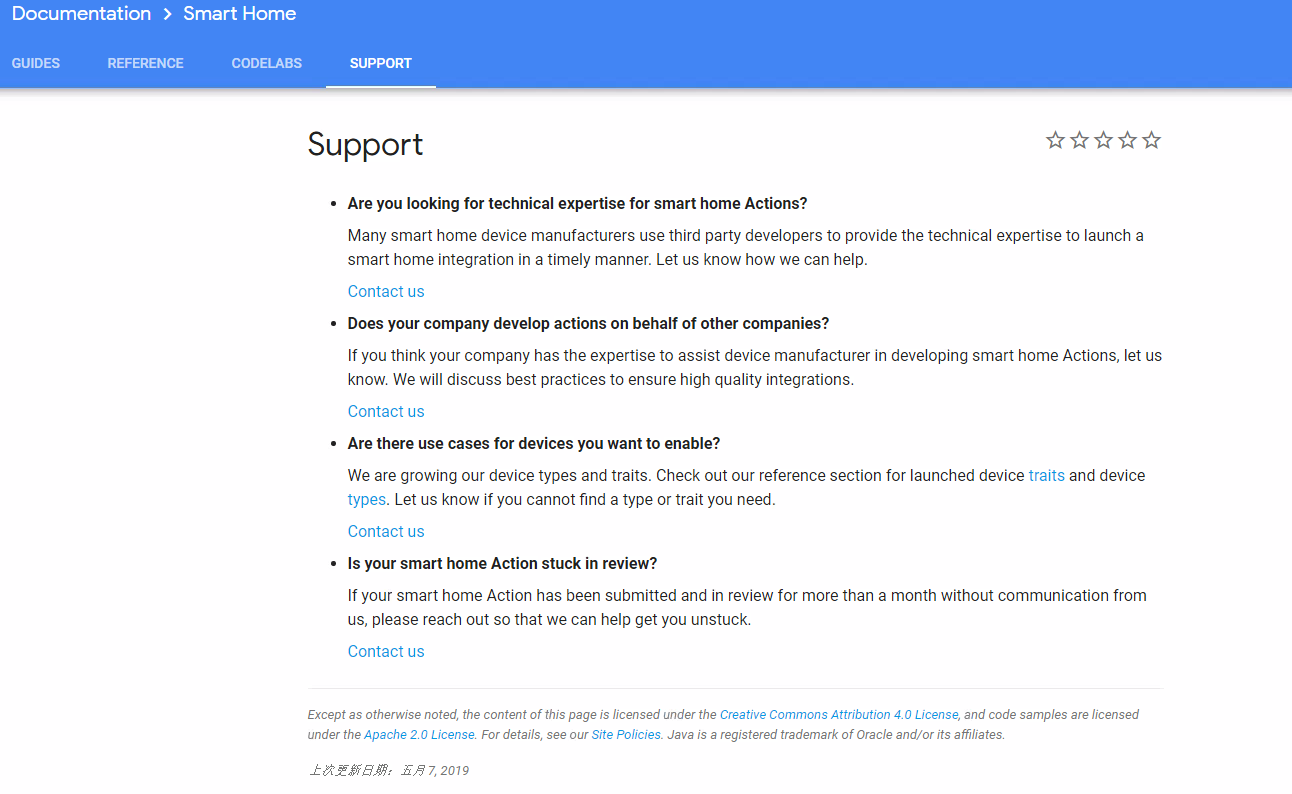 Documentation > Smart Home
GUIDES REFERENCE CODELABS SUPPORT
Support
• Are you looking for technical expertise for smart home Actions?
Many smart home device manufacturers use third party developers to provide the technical expertise to launch a
smart home integration in a timely manner. Let us know how we can help.
Contact us
• Does your company develop actions on behalf of other companies?
If you think your company has the expertise to assist device manufacturer in developing smart home Actions, let us
know. We will discuss best practices to ensure high quality integrations.
Contact us
• Are there use cases for devices you want to enable?
We are growing our device types and traits. Check out our reference section for launched device traits and device
types. Let us know if you cannot find a type or trait you need.
Contact us
• Is your smart home Action stuck in review?
If your smart home Action has been submitted and in review for more than a month without communication from
us, please reach out so that we can help get you unstuck.
Contact us
Except as otherwise noted, the content of this page is licensed under the Creative Commons Attribution 4.0 License, and code samples are licensed
under the Apache 2.0 License. For details, see our Site Policies. Java is a registered trademark of Oracle and/or its affiliates.
上次更新日期：五月 7, 2019